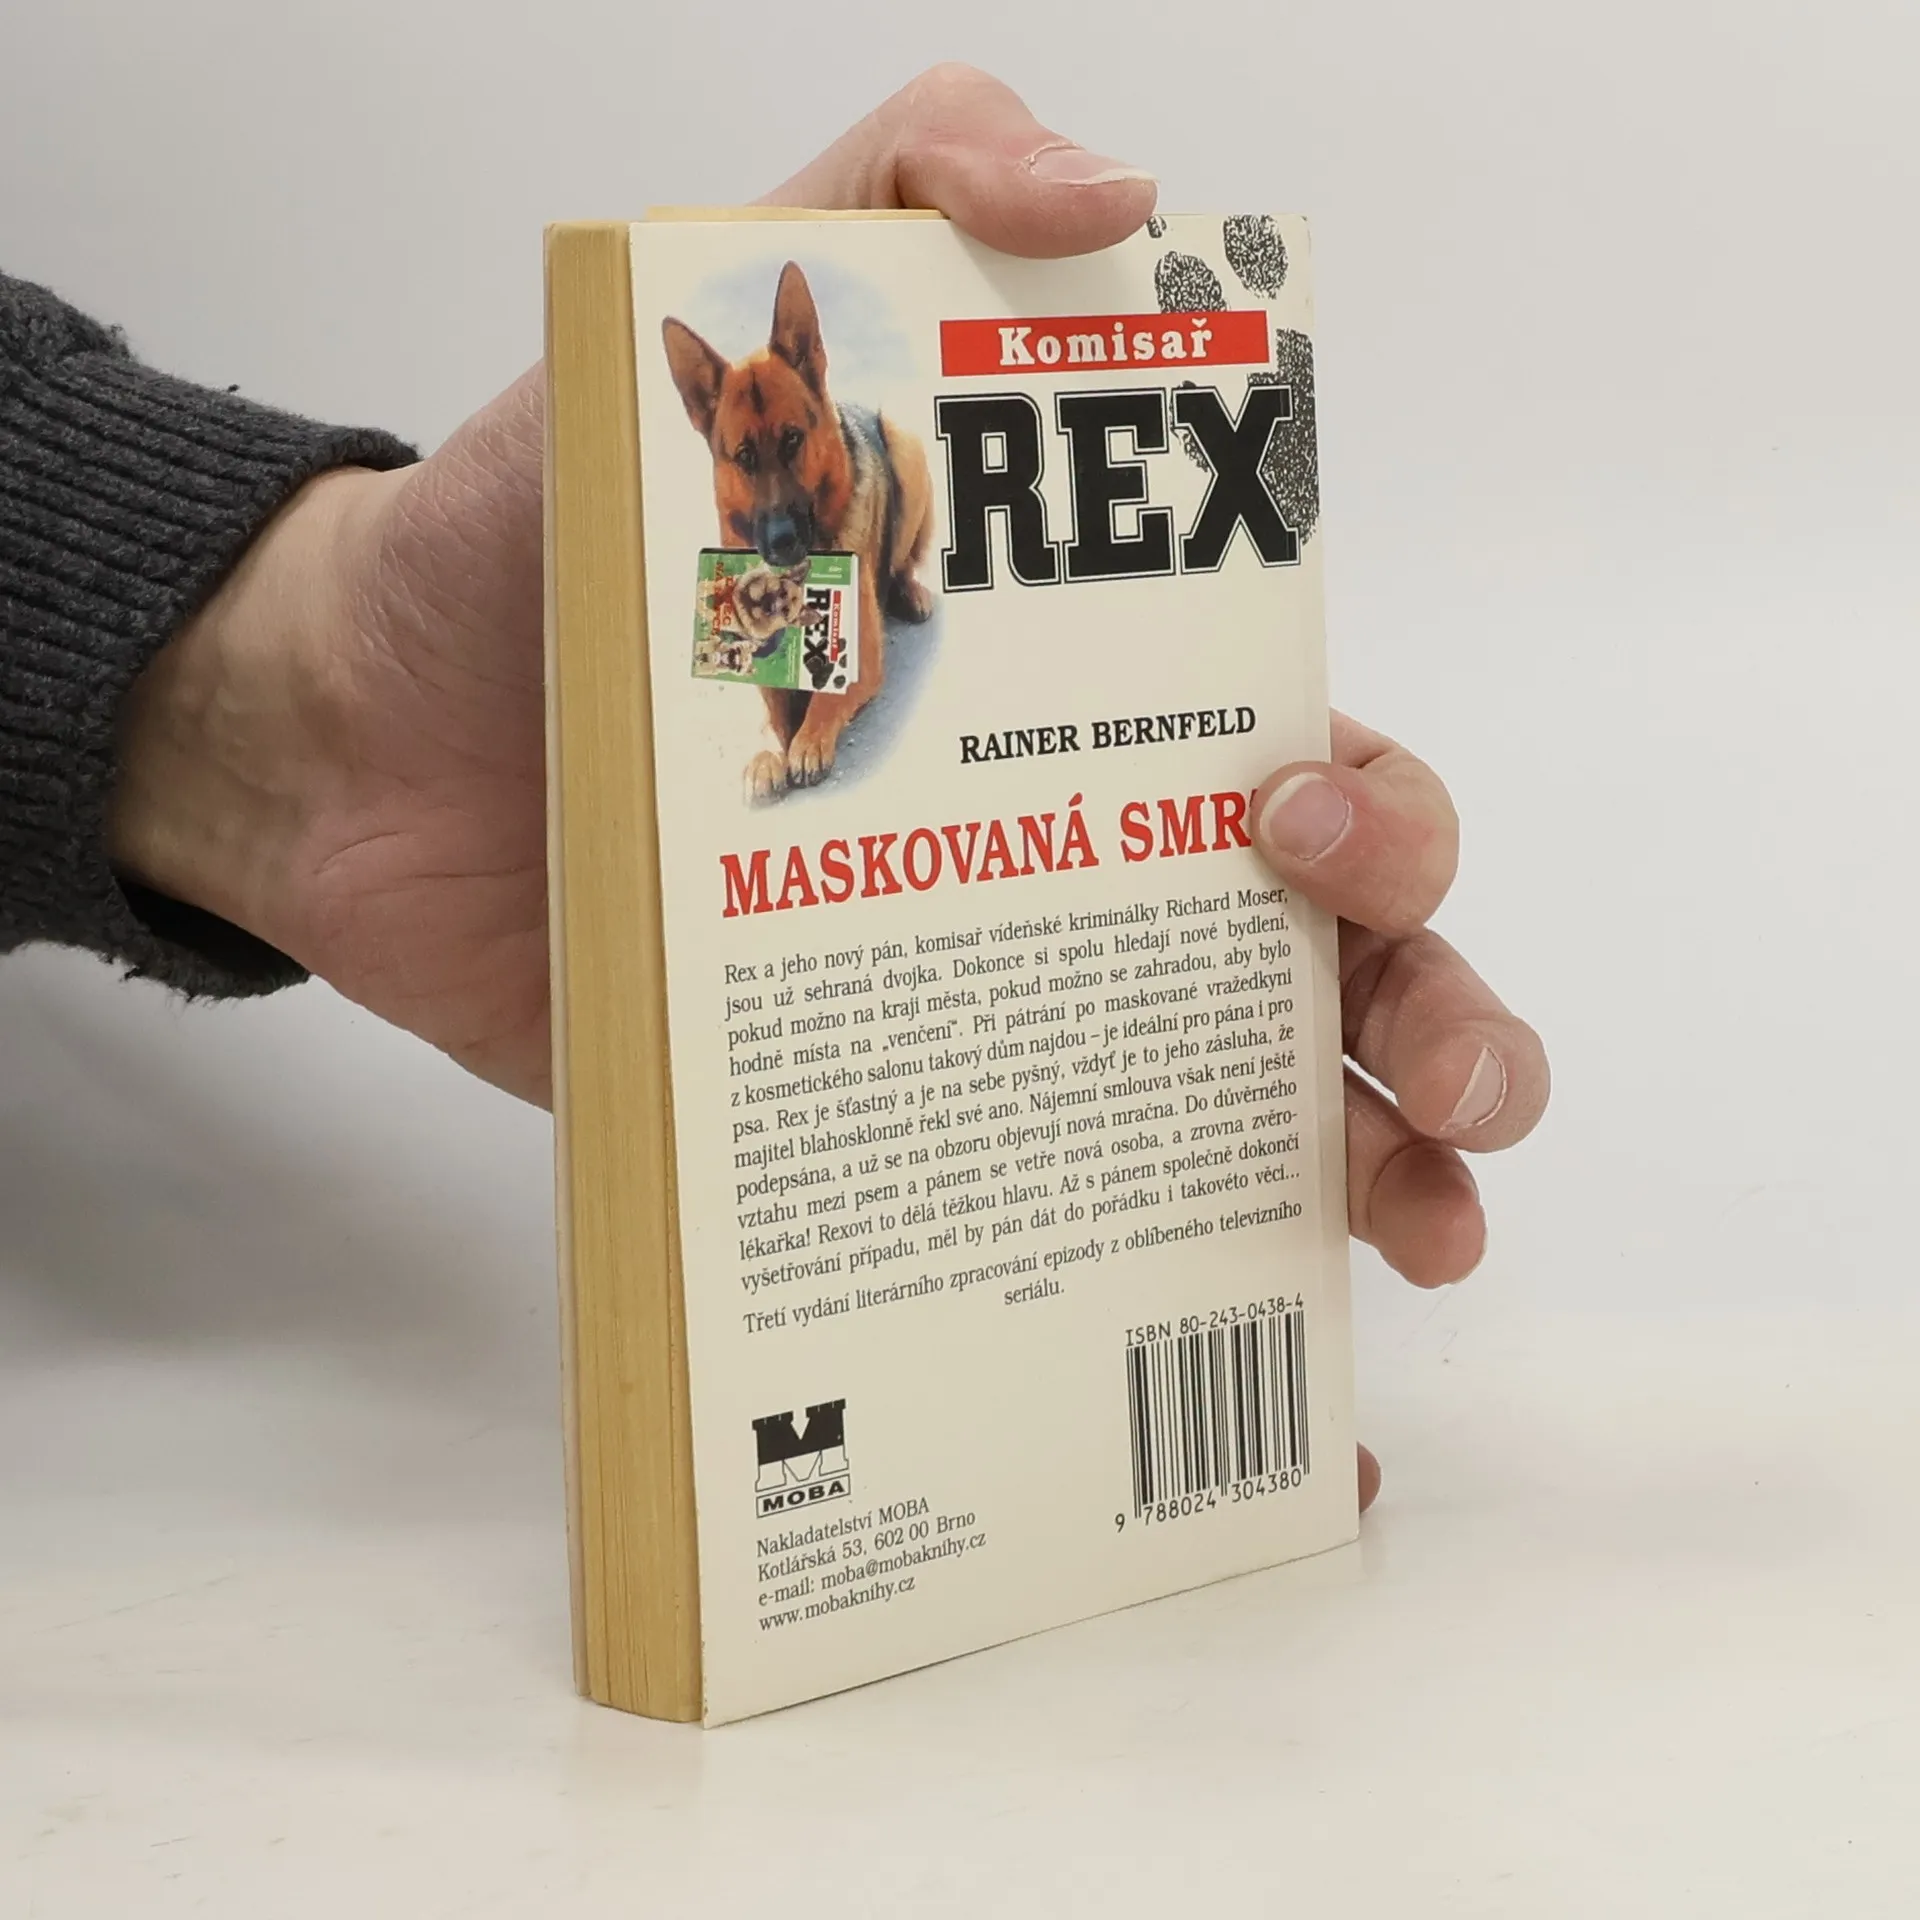 Komisař
REX
Komisař
REX
RAINER BERNFELD
MASKOVANÁ SMR
Rex a jeho nový pán, komisař vídeňské kriminálky Richard Moser,
jsou už sehraná dvojka. Dokonce si spolu hledají nové bydlení,
pokud možno na kraji města, pokud možno se zahradou, aby bylo
hodně místa na „venčení". Při pátrání po maskované vražedkyni
z kosmetického salonu takový dům najdou – je ideální pro pána i pro
psa. Rex je šťastný a je na sebe pyšný, vždyť je to jeho zásluha, že
majitel blahosklonně řekl své ano. Nájemní smlouva však není ještě
podepsána, a už se na obzoru objevují nová mračna. Do důvěrného
vztahu mezi psem a pánem se vetře nová osoba, a zrovna zvěro-
lékařka! Rexovi to dělá těžkou hlavu. Až s pánem společně dokončí
vyšetřování případu, měl by pán dát do pořádku i takovéto věci...
Třetí vydání literárního zpracování epizody z oblíbeného televizního
seriálu.
ISBN 80-243-0438-4
9 788024 304380
MOBA
Nakladatelství MOBA
Kotlářská 53, 602 00 Brno
e-mail: moba@mobaknihy.cz
www.mobaknihy.cz